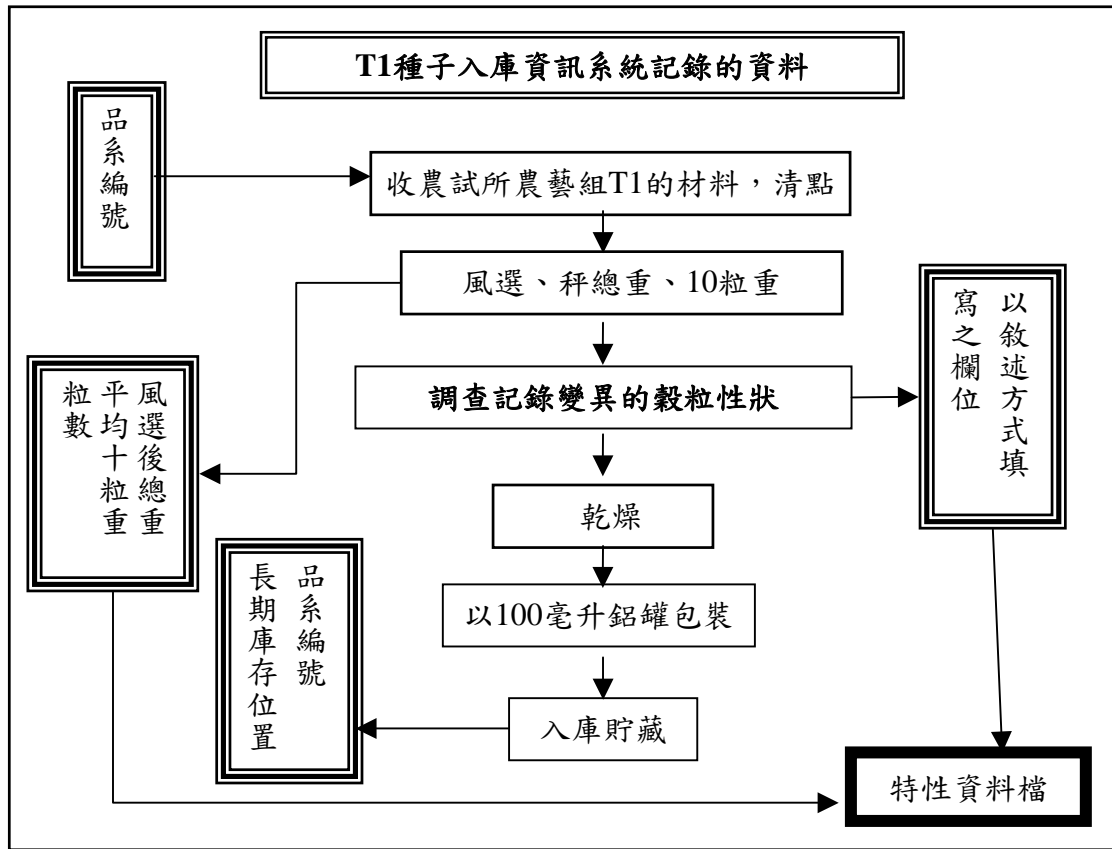 T1種子入庫資訊系統記錄的資料
品系編號
收農試所農藝組T1的材料，清點
風選、秤總重、10粒重
以敘述方式填
寫之欄位
調查記錄變異的穀粒性狀
風選後總重
平均十粒重
粒數
乾燥
品系編號
長期庫存位置
以100毫升鋁罐包裝
入庫貯藏
特性資料檔